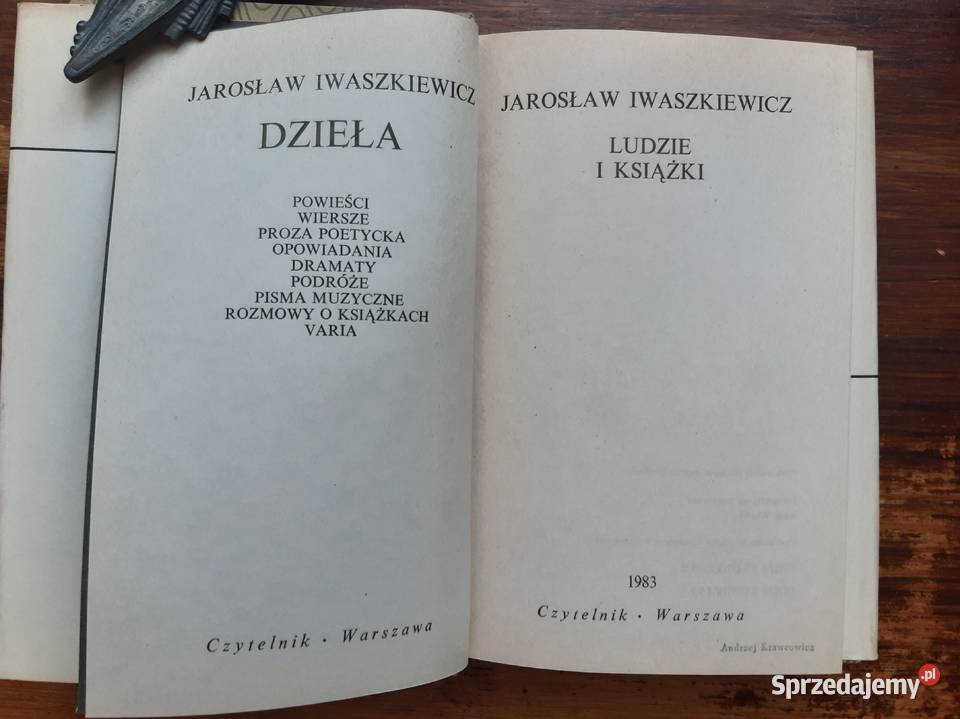 JAROSŁAW IWASZKIEWICZ
DZIEŁA
POWIEŚCI
WIERSZE
PROZA POETYCKA
OPOWIADANIA
DRAMATY
PODRÓŻE
PISMA MUZYCZNE
ROZMOWY O KSIĄŻKACH
VARIA
Czytelnik • Warszawa
JAROSŁAW IWASZKIEWICZ
LUDZIE
I KSIĄŻKI
1983
Czytelnik • Warszawa
Andrzej Krawcowicz
Sprzedajemy.pl